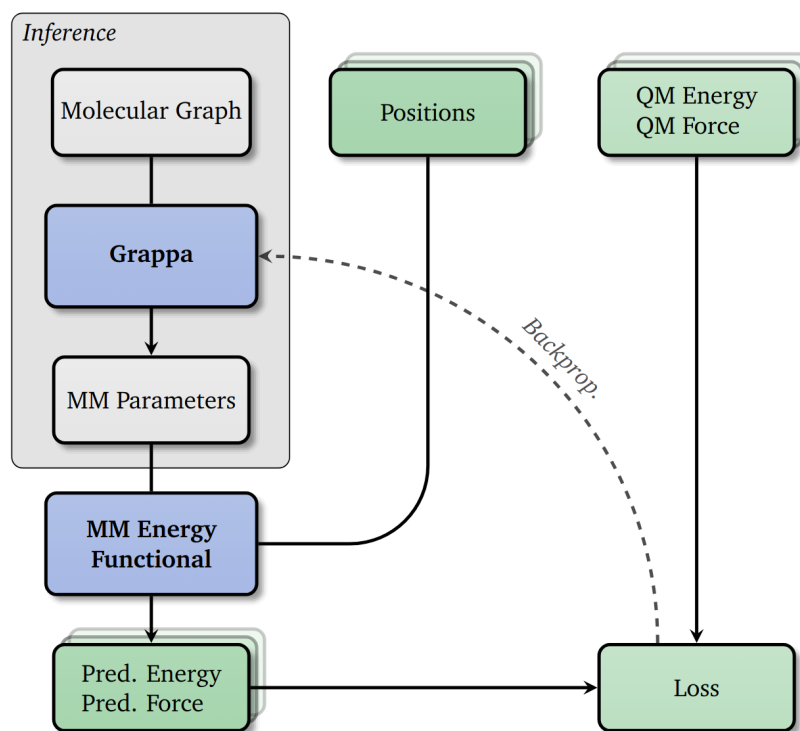 Inference
Molecular Graph
Positions
QM Energy
QM Force
Grappa
Backprop.
MM Parameters
MM Energy
Functional
Pred. Energy
Pred. Force
Loss